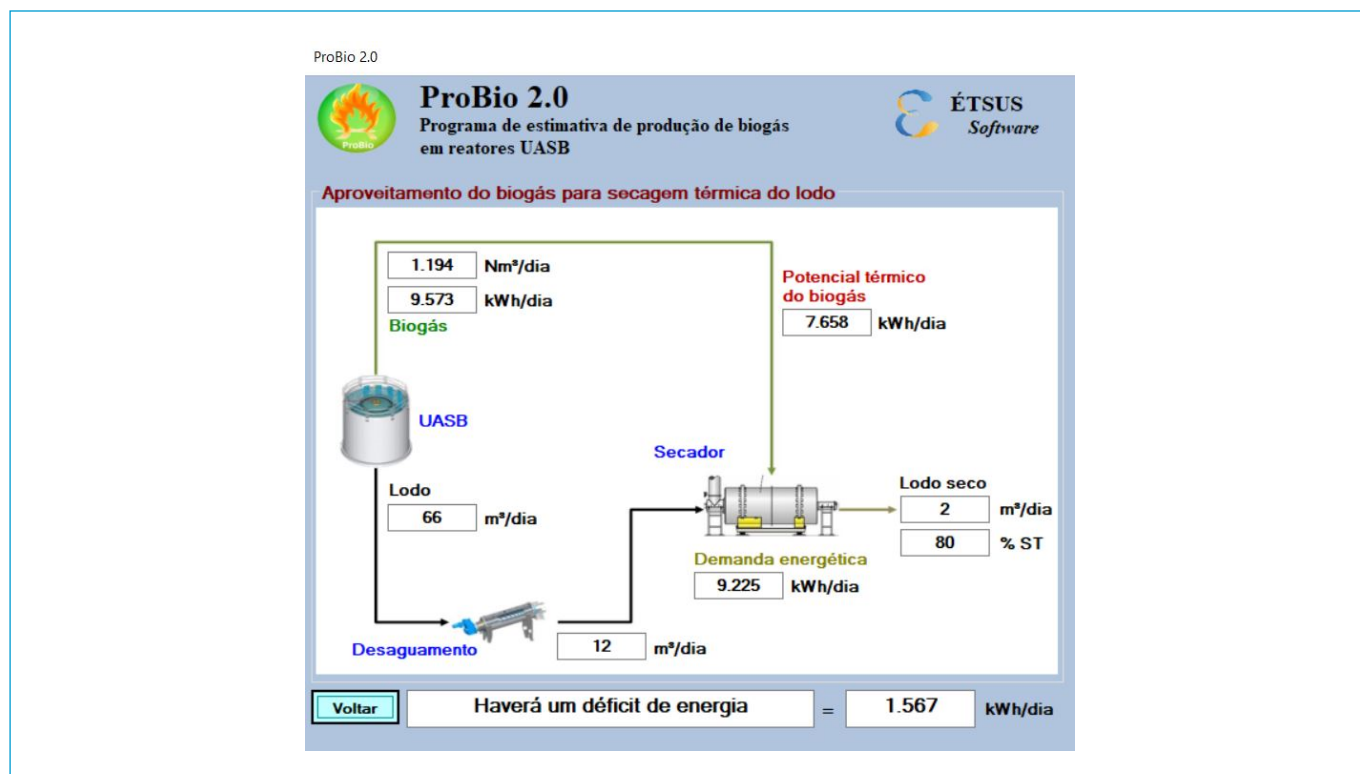 ProBio 2.0
ProBio 2.0
Programa de estimativa de produção de biogás
em reatores UASB
ProBio
ÉTSUS
Software
Aproveitamento do biogás para secagem térmica do lodo
1.194 Nm³/dia
9.573 kWh/dia
Biogás
Potencial térmico
do biogás
7.658 kWh/dia
UASB
Secador
Lodo
66 m³/dia
Lodo seco
2 m³/dia
80 % ST
Demanda energética
9.225 kWh/dia
Desaguamento
12 m³/dia
Voltar
Haverá um déficit de energia = 1.567 kWh/dia